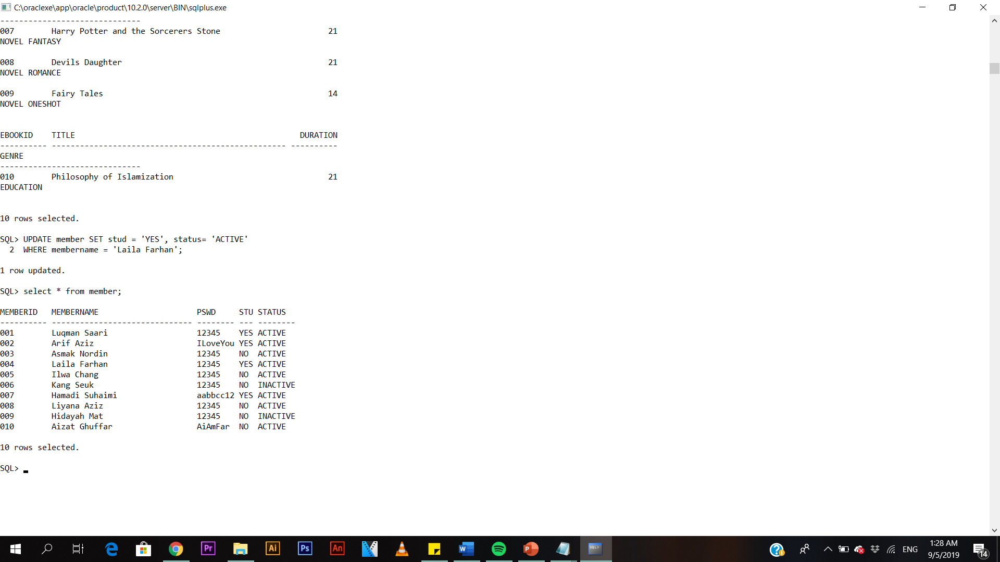 C:\oraclexe\app\oracle\product\10.2.0\server\BIN\sqlplus.exe
------------------------------
007        Harry Potter and the Sorcerers Stone                       21
NOVEL FANTASY
008        Devils Daughter                                            21
NOVEL ROMANCE
009        Fairy Tales                                                14
NOVEL ONESHOT
EBOOKID    TITLE                                                DURATION
---------- -------------------------------------------------- ----------
GENRE
------------------------------
010        Philosophy of Islamization                                 21
EDUCATION
10 rows selected.
SQL> UPDATE member SET stud = 'YES', status= 'ACTIVE'
  2  WHERE membername = 'Laila Farhan';
1 row updated.
SQL> select * from member;
MEMBERID   MEMBERNAME                     PSWD     STU STATUS
---------- ------------------------------ -------- --- --------
001        Luqman Saari                   12345    YES ACTIVE
002        Arif Aziz                      ILoveYou YES ACTIVE
003        Asmak Nordin                   12345    NO  ACTIVE
004        Laila Farhan                   12345    YES ACTIVE
005        Ilwa Chang                     12345    NO  ACTIVE
006        Kang Seuk                      12345    NO  INACTIVE
007        Hamadi Suhaimi                 aabbcc12 YES ACTIVE
008        Liyana Aziz                    12345    NO  ACTIVE
009        Hidayah Mat                    12345    NO  INACTIVE
010        Aizat Ghuffar                  AiAmFar  NO  ACTIVE
10 rows selected.
SQL> _
Pr Ai Ps An W P SQL> ENG 1:28 AM 14
9/5/2019